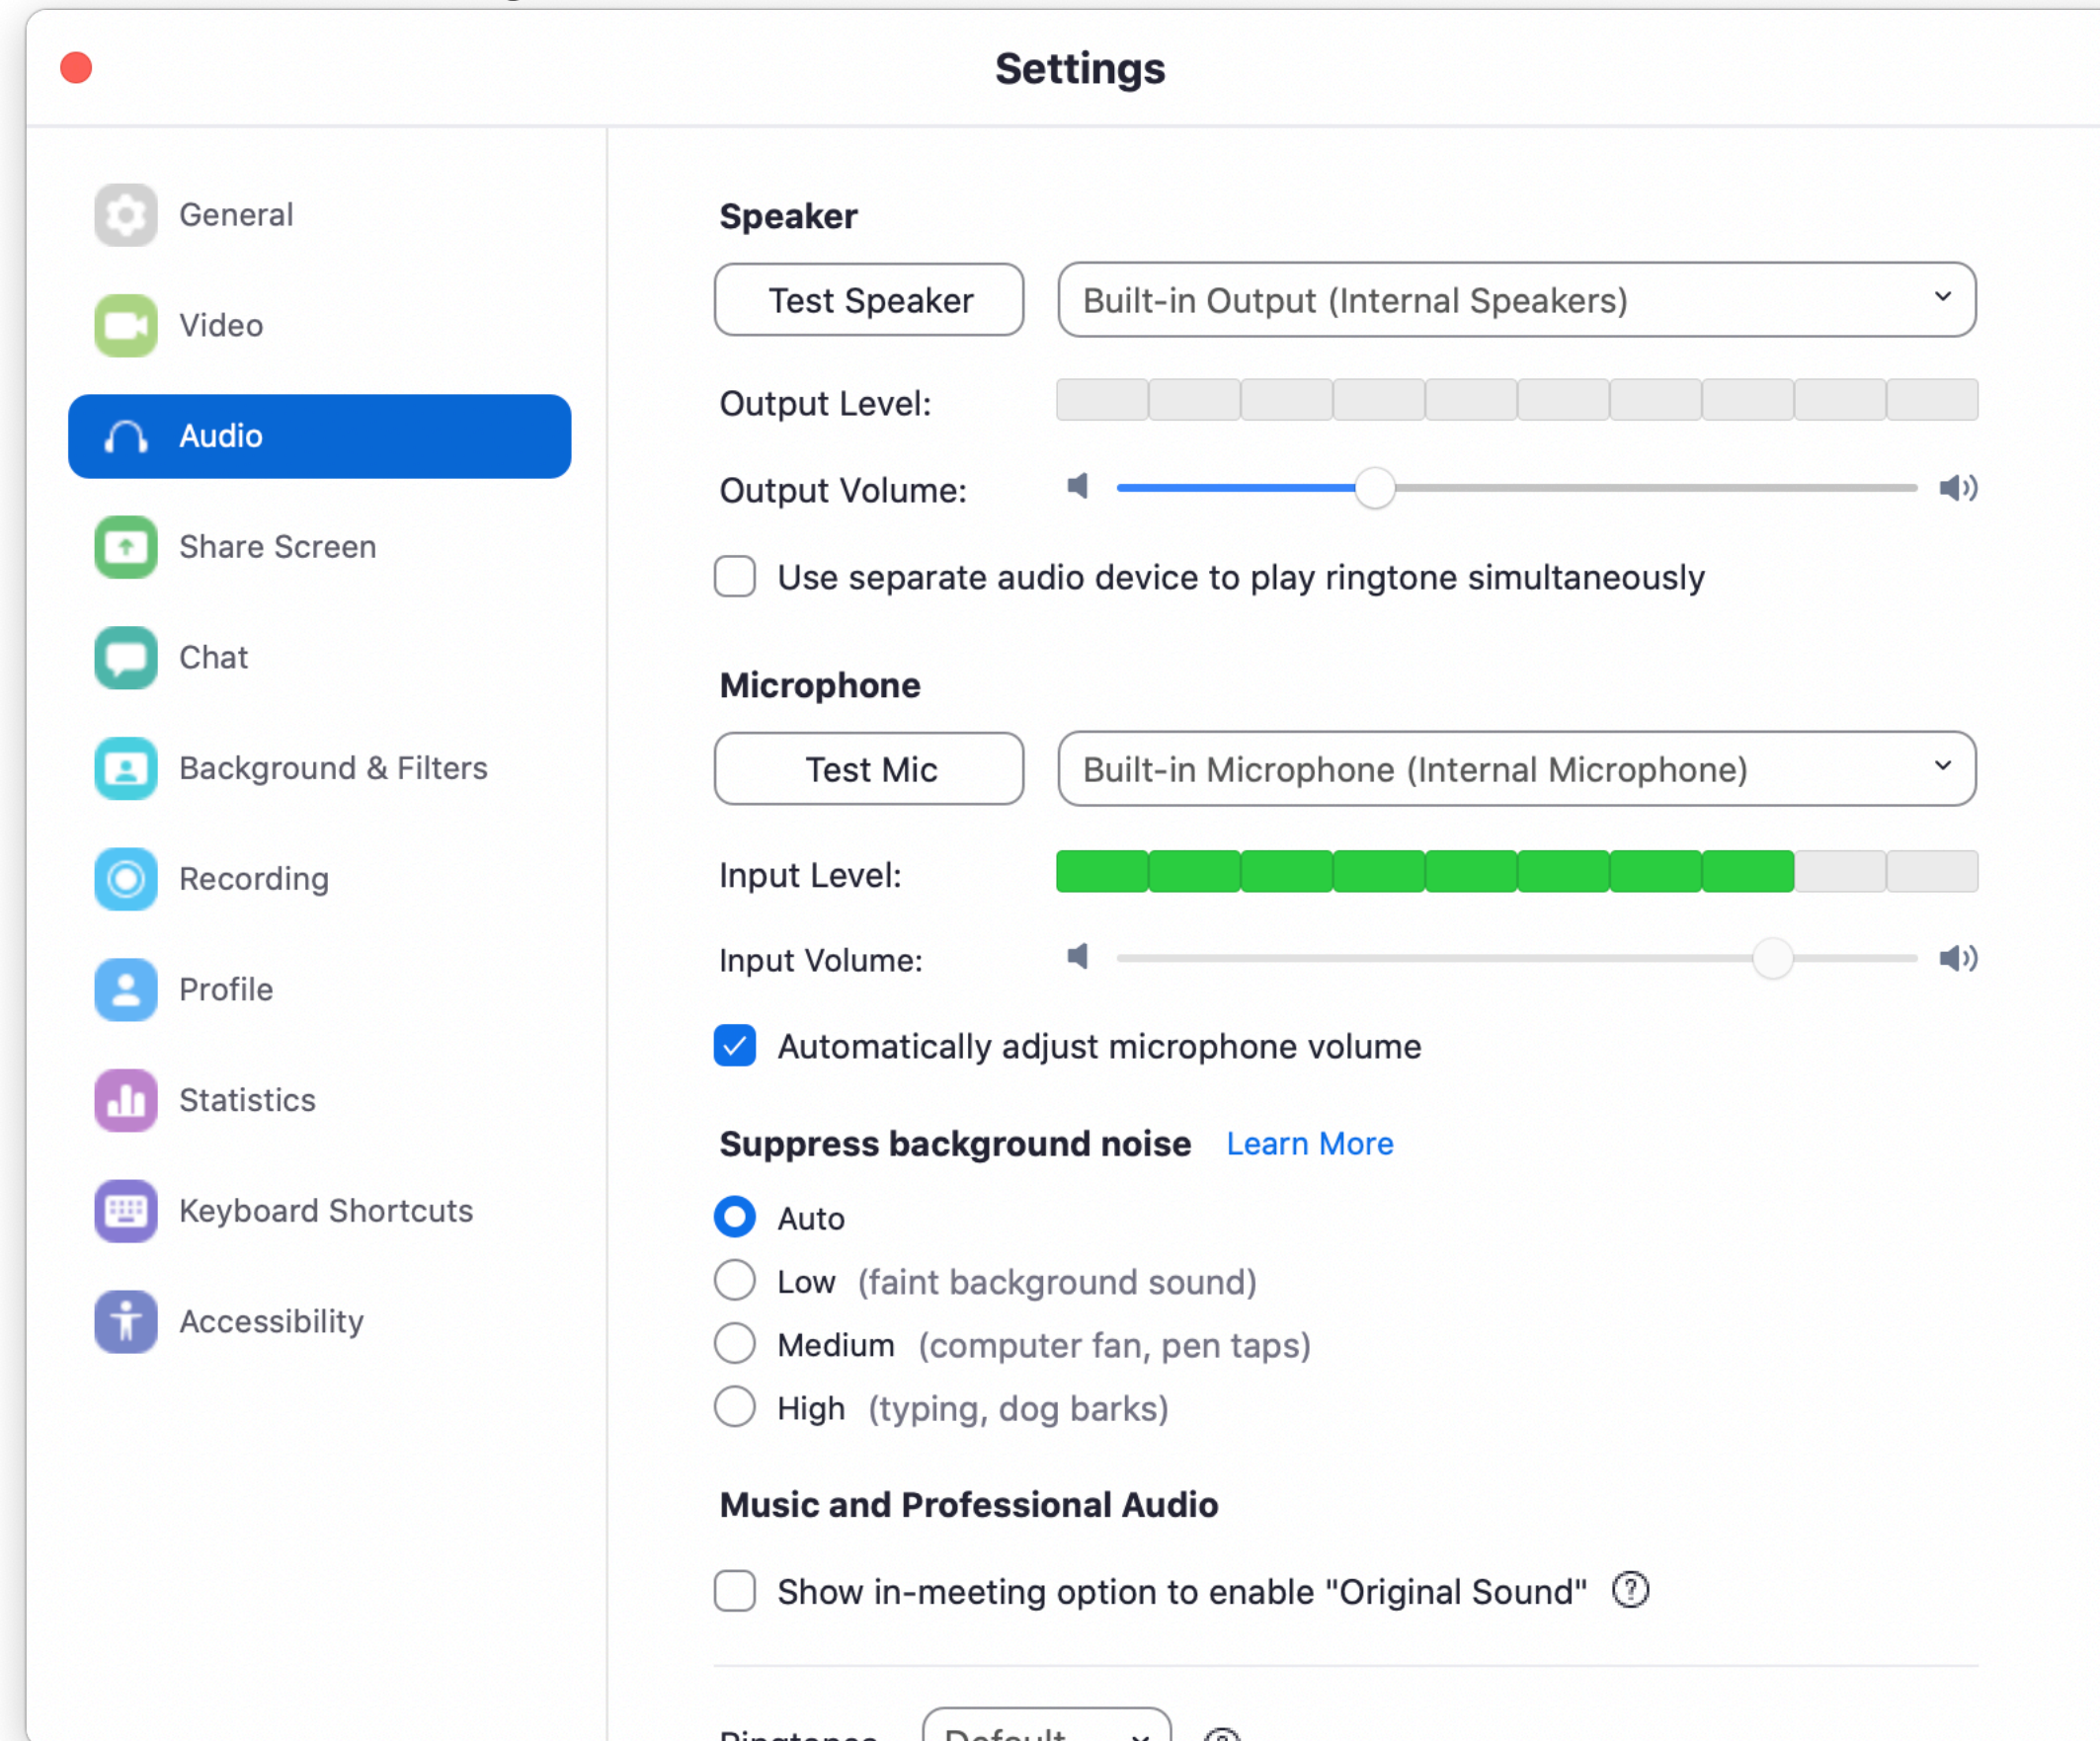 Settings
General
Video
Audio
Share Screen
Chat
Background & Filters
Recording
Profile
Statistics
Keyboard Shortcuts
Accessibility
Speaker
Test Speaker
Built-in Output (Internal Speakers)
Output Level:
Output Volume:
Use separate audio device to play ringtone simultaneously
Microphone
Test Mic
Built-in Microphone (Internal Microphone)
Input Level:
Input Volume:
Automatically adjust microphone volume
Suppress background noise Learn More
Auto
Low (faint background sound)
Medium (computer fan, pen taps)
High (typing, dog barks)
Music and Professional Audio
Show in-meeting option to enable "Original Sound"
Ringtones Default